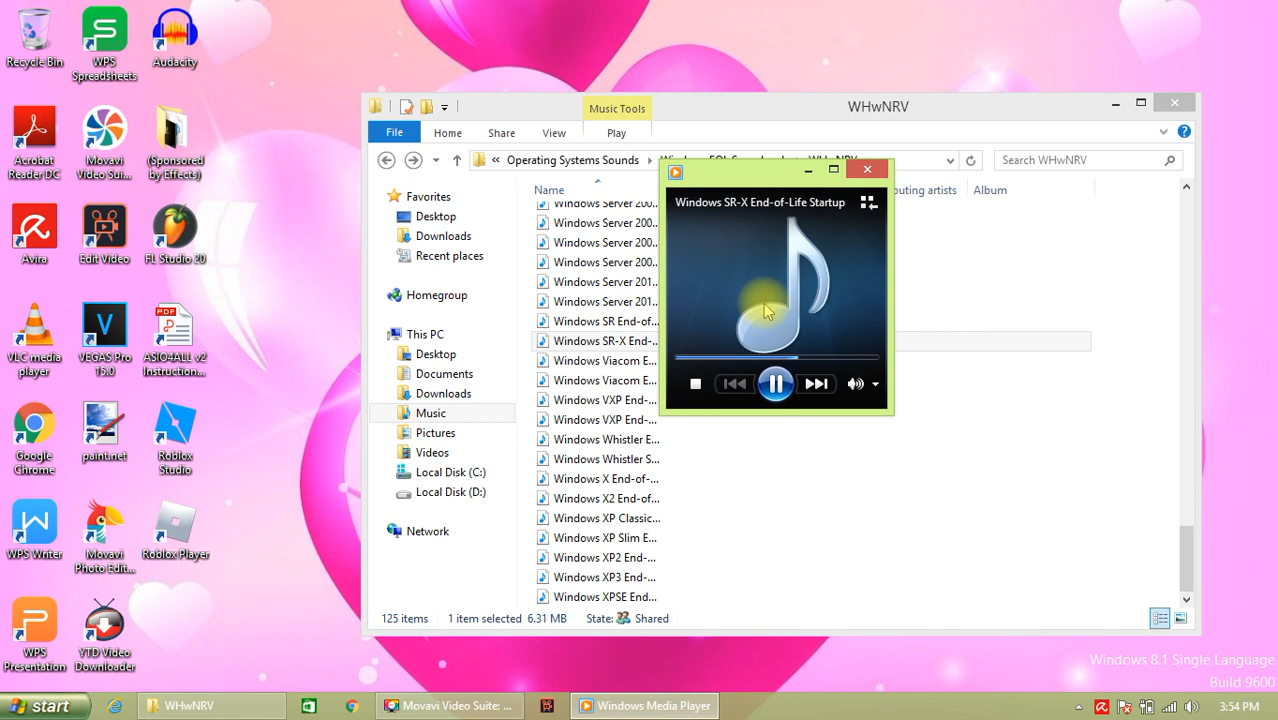 Recycle Bin
WPS Spreadsheets
Audacity
Acrobat Reader DC
Movavi Video Sui...
(Sponsored by Effects)
Avira
Edit Video
FL Studio 20
VLC media player
VEGAS Pro 15.0
PDF
ASIO4ALL v2 Instruction...
Google Chrome
paint.net
Roblox Studio
WPS Writer
Movavi Photo Edit...
Roblox Player
WPS Presentation
YTD Video Downloader
Music Tools
WHwNRV
File
Home
Share
View
Play
Operating Systems Sounds
Search WHwNRV
Name
Album
Favorites
Desktop
Downloads
Recent places
Homegroup
This PC
Desktop
Documents
Downloads
Music
Pictures
Videos
Local Disk (C:)
Local Disk (D:)
Network
Windows Server 200...
Windows Server 200...
Windows Server 200...
Windows Server 200...
Windows Server 201...
Windows Server 201...
Windows SR End-of...
Windows SR-X End-...
Windows Viacom E...
Windows Viacom E...
Windows VXP End-...
Windows VXP End-...
Windows Whistler E...
Windows Whistler S...
Windows X End-of-...
Windows X2 End-of...
Windows XP Classic...
Windows XP Slim E...
Windows XP2 End-...
Windows XP3 End-...
Windows XPSE End...
Windows SR-X End-of-Life Startup
125 items
1 item selected 6.31 MB
State: Shared
Windows 8.1 Single Language
Build 9600
start
WHwNRV
Movavi Video Suite: ...
Windows Media Player
3:54 PM